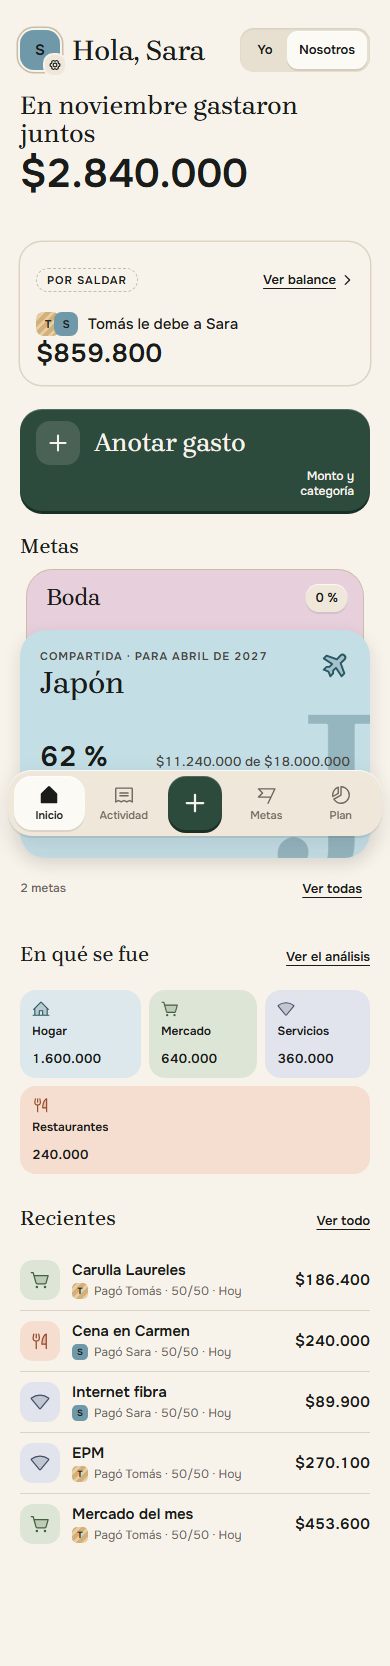 S
Hola, Sara
Yo
Nosotros
En noviembre gastaron
juntos
$2.840.000
POR SALDAR
Ver balance
T S Tomás le debe a Sara
$859.800
Anotar gasto
Monto y
categoría
Metas
Boda
0 %
COMPARTIDA · PARA ABRIL DE 2027
Japón
62 %
$11.240.000 de $18.000.000
Inicio
Actividad
Metas
Plan
2 metas
Ver todas
En qué se fue
Ver el análisis
Hogar
1.600.000
Mercado
640.000
Servicios
360.000
Restaurantes
240.000
Recientes
Ver todo
Carulla Laureles
T Pagó Tomás · 50/50 · Hoy
$186.400
Cena en Carmen
S Pagó Sara · 50/50 · Hoy
$240.000
Internet fibra
S Pagó Sara · 50/50 · Hoy
$89.900
EPM
T Pagó Tomás · 50/50 · Hoy
$270.100
Mercado del mes
T Pagó Tomás · 50/50 · Hoy
$453.600